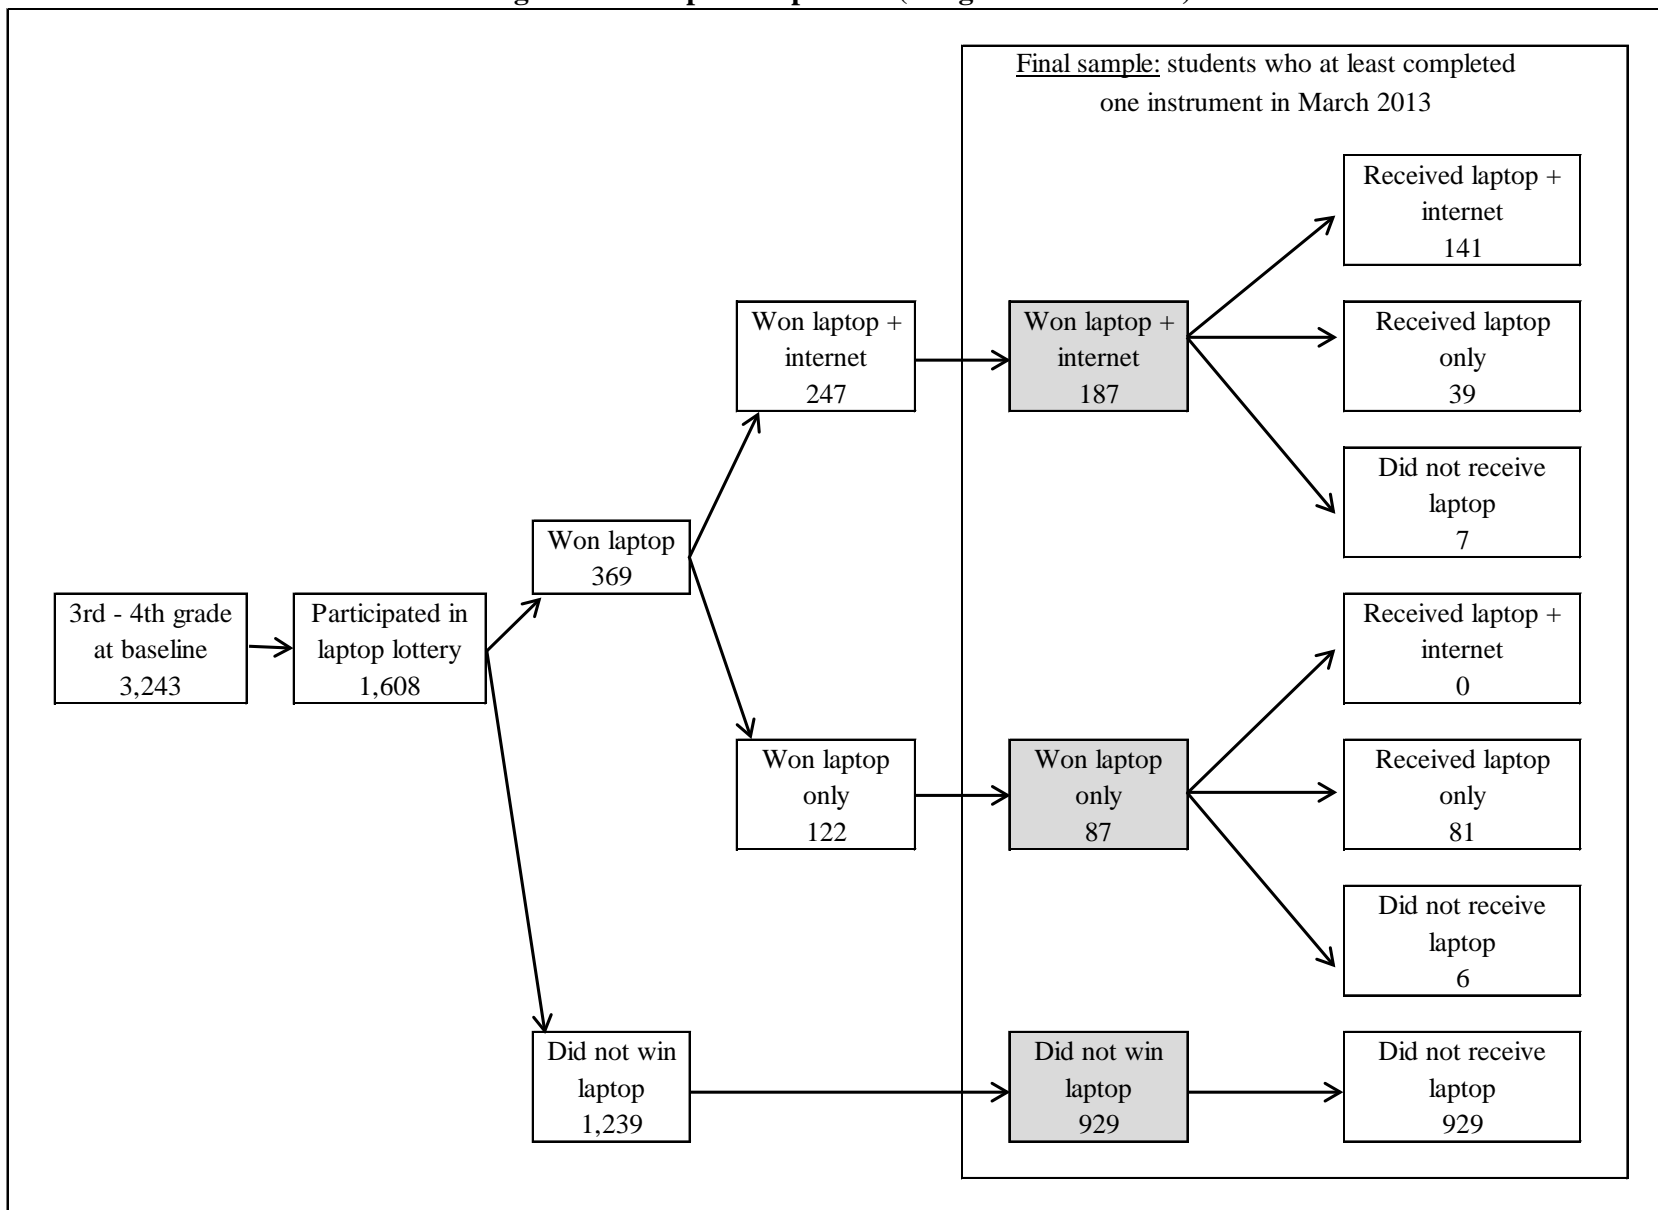 Final sample: students who at least completed
one instrument in March 2013
Received laptop +
internet
141
Won laptop +
internet
247
Won laptop +
internet
187
Received laptop
only
39
Did not receive
laptop
7
Won laptop
369
3rd - 4th grade
at baseline
3,243
Participated in
laptop lottery
1,608
Received laptop +
internet
0
Won laptop
only
122
Won laptop
only
87
Received laptop
only
81
Did not receive
laptop
6
Did not win
laptop
1,239
Did not win
laptop
929
Did not receive
laptop
929